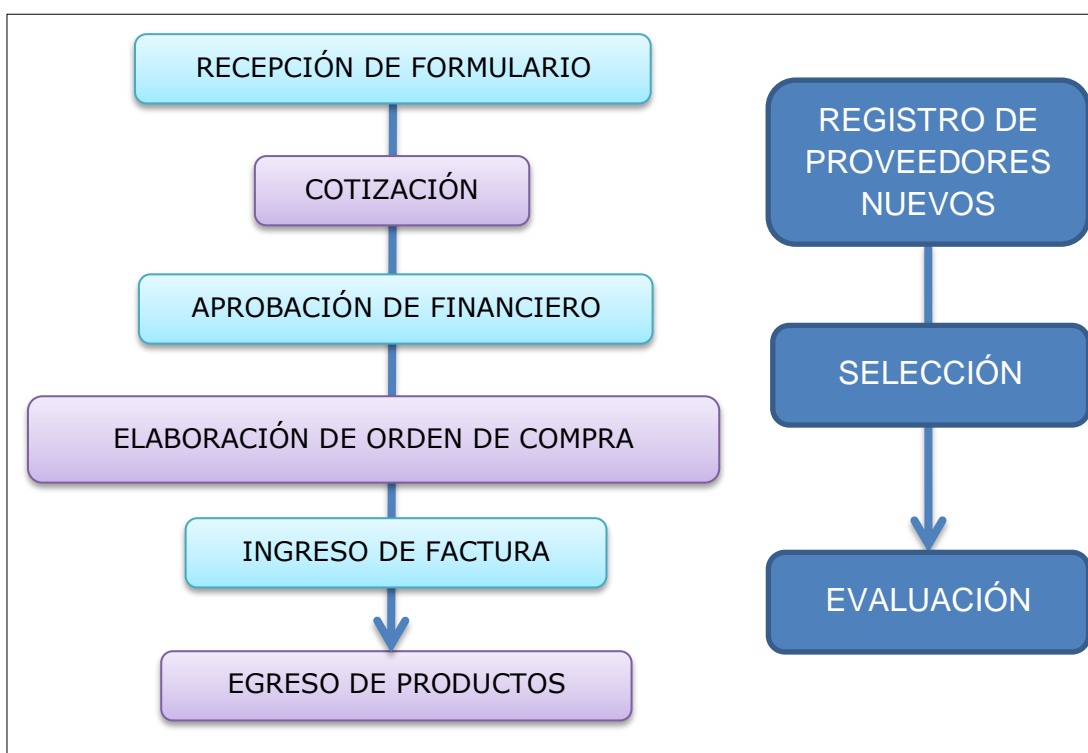 RECEPCIÓN DE FORMULARIO
COTIZACIÓN
APROBACIÓN DE FINANCIERO
ELABORACIÓN DE ORDEN DE COMPRA
INGRESO DE FACTURA
EGRESO DE PRODUCTOS
REGISTRO DE
PROVEEDORES
NUEVOS
SELECCIÓN
EVALUACIÓN